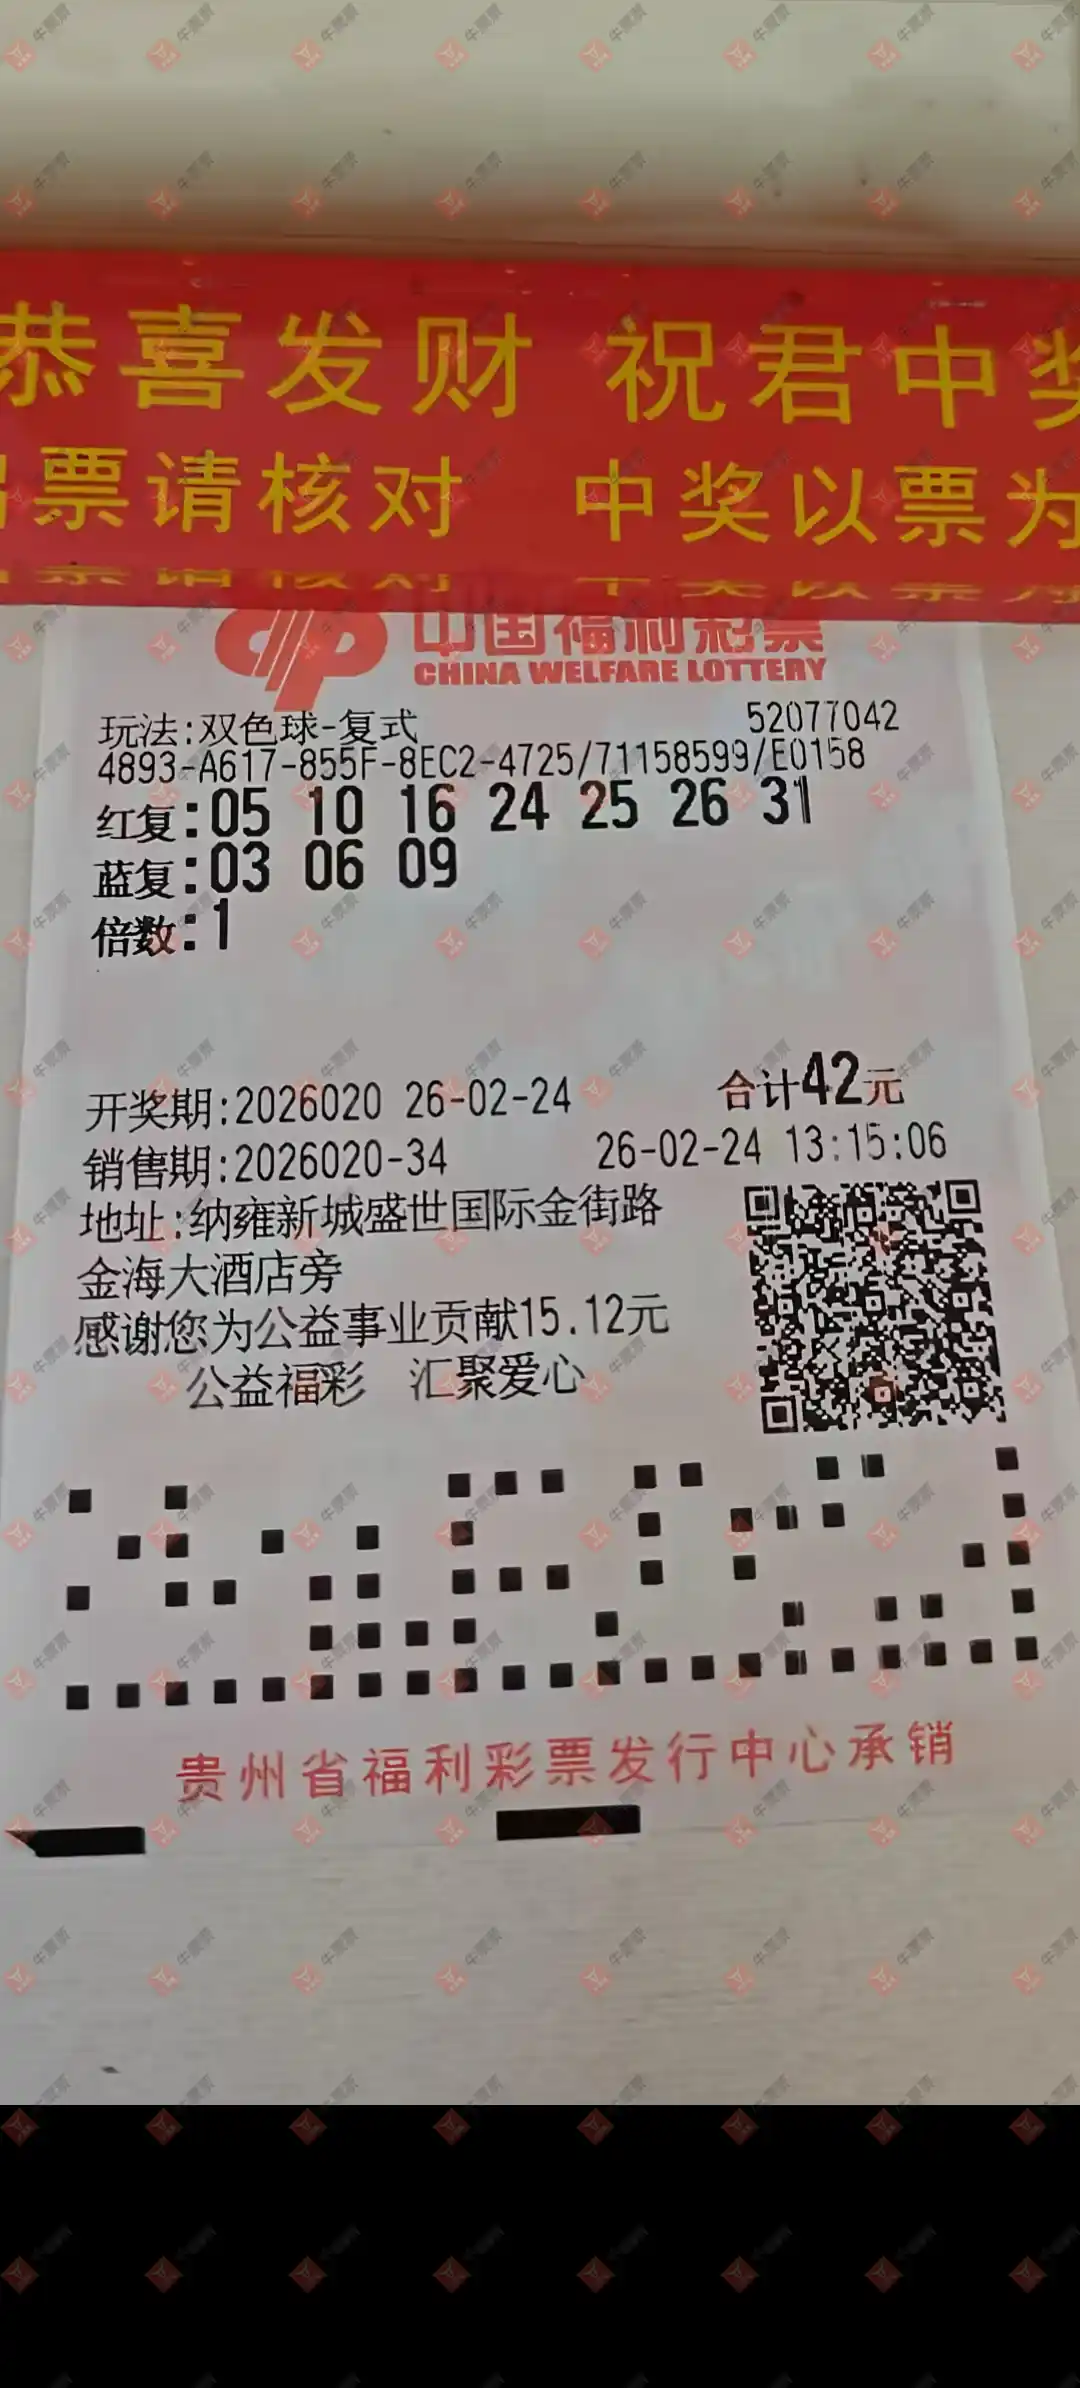 恭喜发财 祝君中奖
出票请核对 中奖以票为
中国福利彩票
CHINA WELFARE LOTTERY
玩法:双色球-复式 52077042
4893-A617-855F-8EC2-4725/71158599/E0158
红复:05 10 16 24 25 26 31
蓝复:03 06 09
倍数:1
开奖期:2026020 26-02-24 合计42元
销售期:2026020-34 26-02-24 13:15:06
地址:纳雍新城盛世国际金街路
金海大酒店旁
感谢您为公益事业贡献15.12元
公益福彩 汇聚爱心
贵州省福利彩票发行中心承销